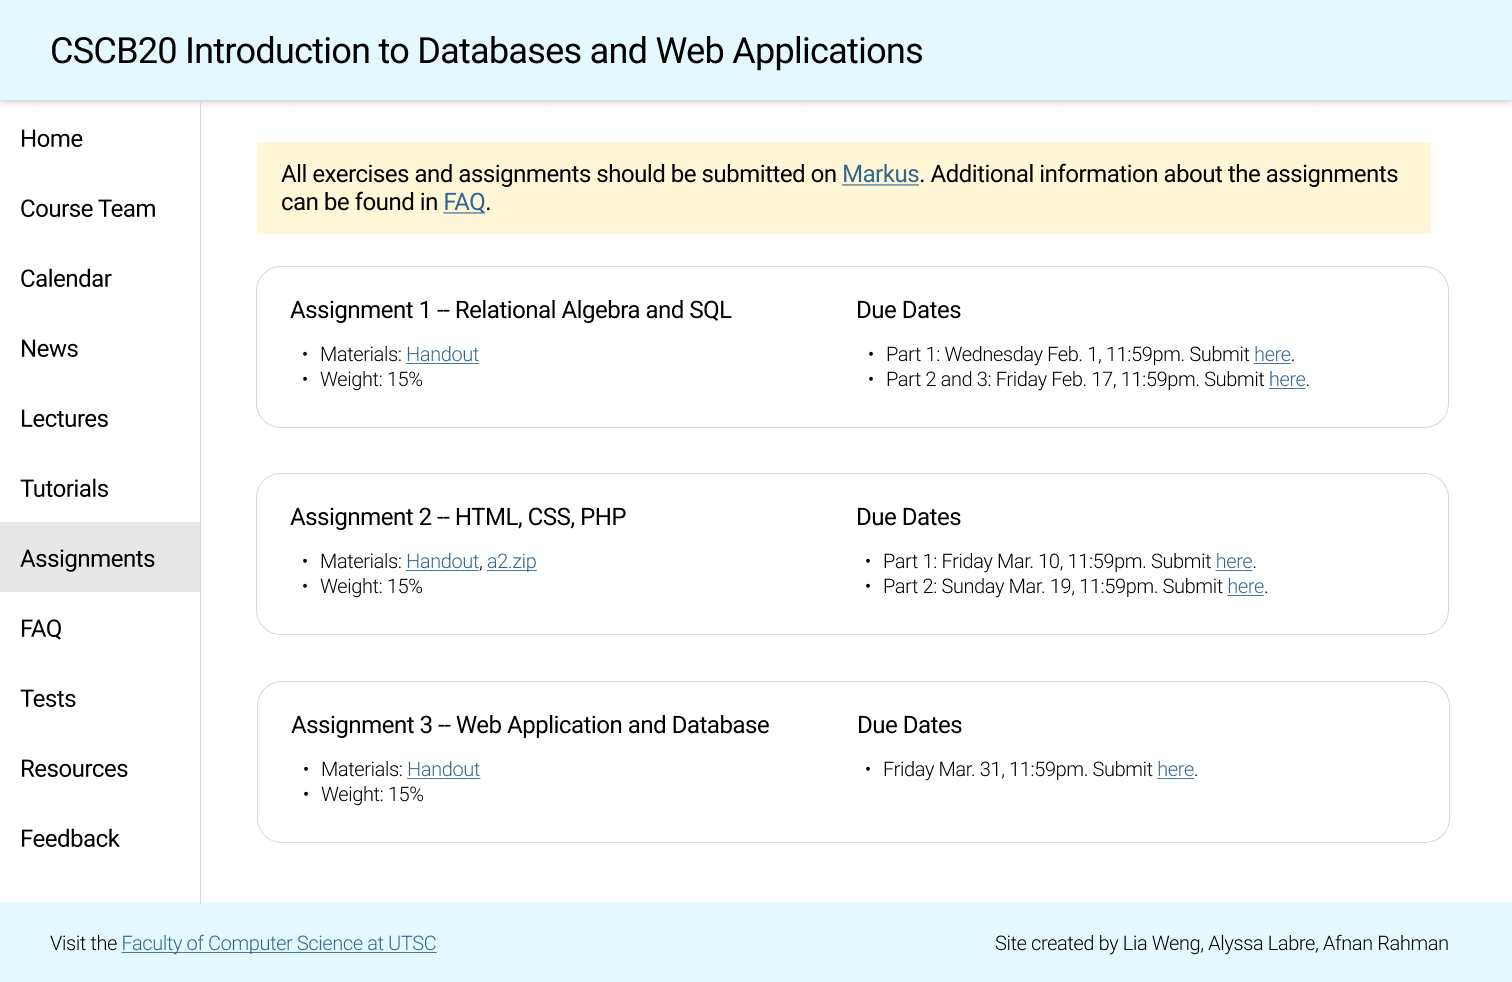 CSCB20 Introduction to Databases and Web Applications
Home
Course Team
Calendar
News
Lectures
Tutorials
Assignments
FAQ
Tests
Resources
Feedback
All exercises and assignments should be submitted on Markus. Additional information about the assignments
can be found in FAQ.
Assignment 1 -- Relational Algebra and SQL
• Materials: Handout
• Weight: 15%
Due Dates
• Part 1: Wednesday Feb. 1, 11:59pm. Submit here.
• Part 2 and 3: Friday Feb. 17, 11:59pm. Submit here.
Assignment 2 -- HTML, CSS, PHP
• Materials: Handout, a2.zip
• Weight: 15%
Due Dates
• Part 1: Friday Mar. 10, 11:59pm. Submit here.
• Part 2: Sunday Mar. 19, 11:59pm. Submit here.
Assignment 3 -- Web Application and Database
• Materials: Handout
• Weight: 15%
Due Dates
• Friday Mar. 31, 11:59pm. Submit here.
Visit the Faculty of Computer Science at UTSC
Site created by Lia Weng, Alyssa Labre, Afnan Rahman